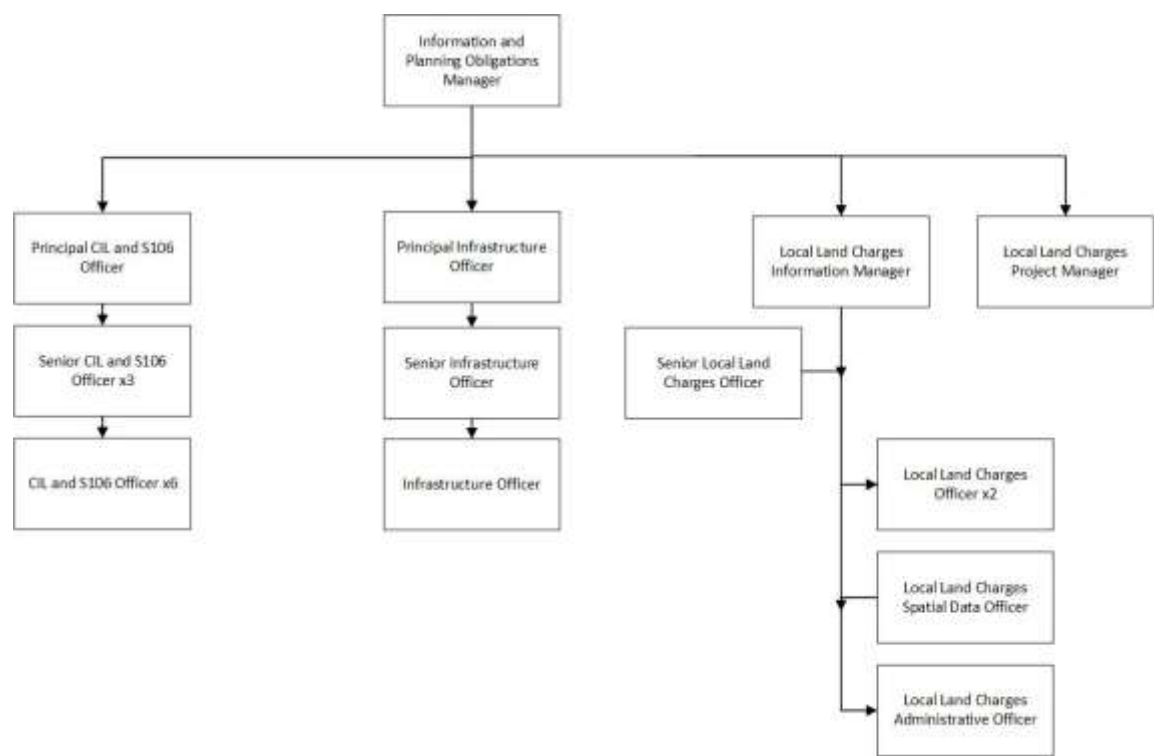 Information and
Planning Obligations
Manager
Principal CIL and S106
Officer
Principal Infrastructure
Officer
Local Land Charges
Information Manager
Local Land Charges
Project Manager
Senior CIL and S106
Officer x3
Senior Infrastructure
Officer
Senior Local Land
Charges Officer
CIL and S106 Officer x6
Infrastructure Officer
Local Land Charges
Officer x2
Local Land Charges
Spatial Data Officer
Local Land Charges
Administrative Officer